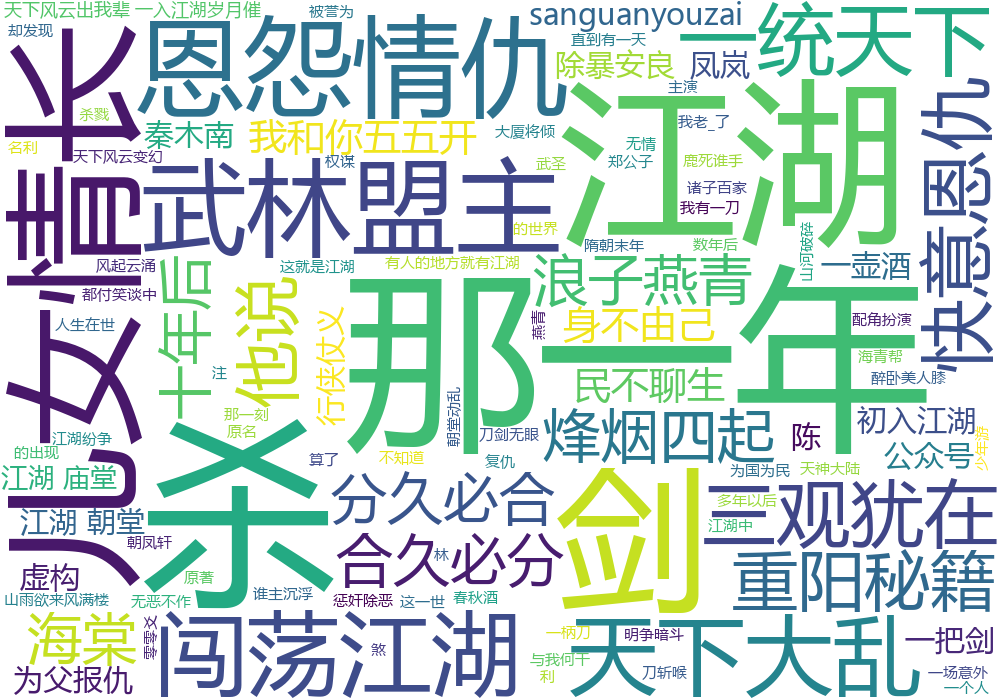 天下风云出我辈 一入江湖岁月催
却发现
被誉为
sanguanyouzai
直到有一天
一统天下
恩怨情仇
除暴安良
凤岚
主演
江湖
儿女情长
杀戮
名利
秦木南
我和你五五开
大厦将倾
无情
我老_了
天下风云变幻
权谋
武圣
郑公子
鹿死谁手
武林盟主
诸子百家
我有一刀
快意恩仇
的世界
隋朝末年
数年后
山河破碎
风起云涌
这就是江湖
有人的地方就有江湖
浪子燕青
一壶酒
都付笑谈中
十年后
他说
那一年
人生在世
行侠仗义
燕青
身不由己
配角扮演
海青帮
注
民不聊生
醉卧美人膝
那一刻
原名
朝堂动乱
刀剑无眼
烽烟四起
陈
初入江湖
江湖纷争
的出现
杀
算了
不知道
复仇
为国为民
天神大陆
公众号
少年游
江湖 庙堂
分久必合
剑
多年以后
三观犹在
江湖 朝堂
江湖中
朝凤轩
合久必分
林
虚构
原著
重阳秘籍
山雨欲来风满楼
无恶不作
谁主沉浮
惩奸除恶
这一世
春秋酒
海棠
零零爻
闯荡江湖
一柄刀
明争暗斗
天下大乱
一把剑
煞
与我何干
为父报仇
利
刀斩喉
一场意外
一个人